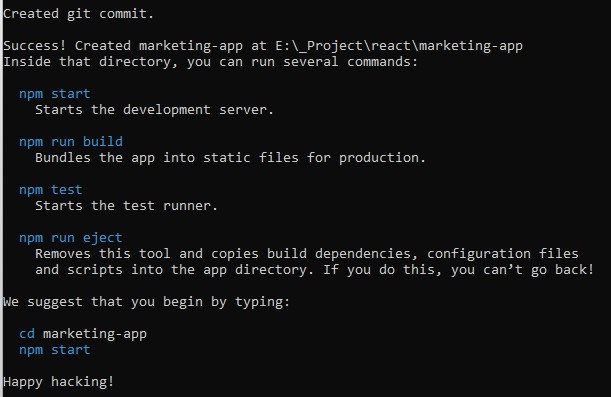 Created git commit.
Success! Created marketing-app at E:\_Project\react\marketing-app
Inside that directory, you can run several commands:
npm start
Starts the development server.
npm run build
Bundles the app into static files for production.
npm test
Starts the test runner.
npm run eject
Removes this tool and copies build dependencies, configuration files
and scripts into the app directory. If you do this, you can’t go back!
We suggest that you begin by typing:
cd marketing-app
npm start
Happy hacking!